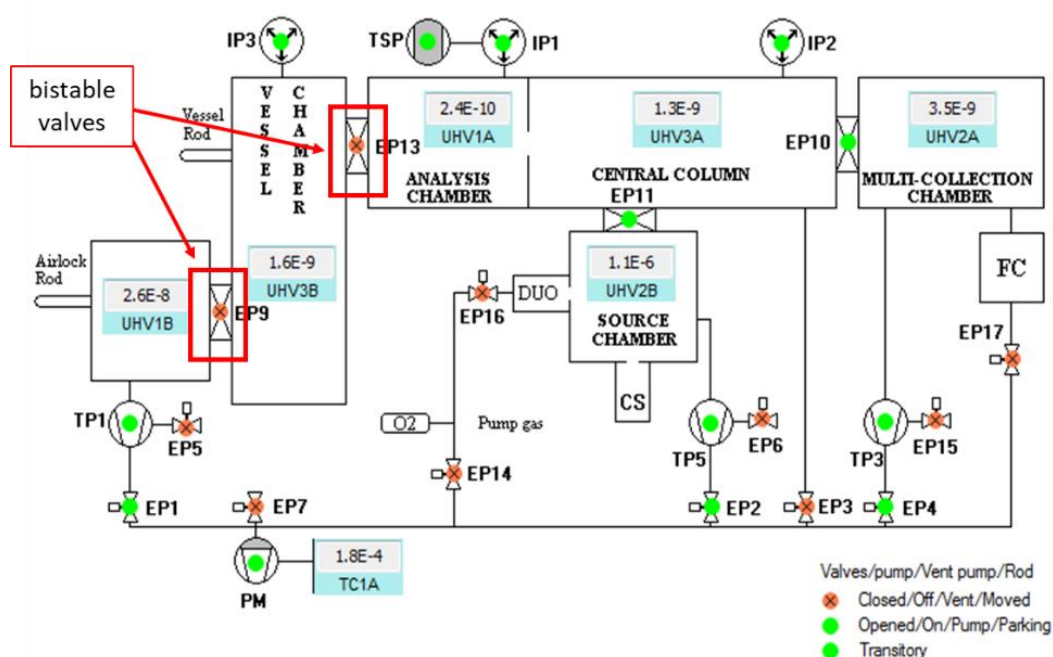 IP3
TSP
IP1
IP2
bistable
valves
VESSEL
CHAMBER
Vessel
Rod
EP13
2.4E-10
UHV1A
ANALYSIS
CHAMBER
1.3E-9
UHV3A
CENTRAL COLUMN
EP11
EP10
3.5E-9
UHV2A
MULTI-COLLECTION
CHAMBER
Airlock
Rod
2.6E-8
UHV1B
EP9
1.6E-9
UHV3B
EP16
DUO
1.1E-6
UHV2B
SOURCE
CHAMBER
CS
FC
EP17
TP1
EP5
O2
Pump gas
EP14
TP5
EP6
TP3
EP15
EP1
EP7
EP2
EP3
EP4
PM
1.8E-4
TC1A
Valves/pump/Vent pump/Rod
Closed/Off/Vent/Moved
Opened/On/Pump/Parking
Transitory